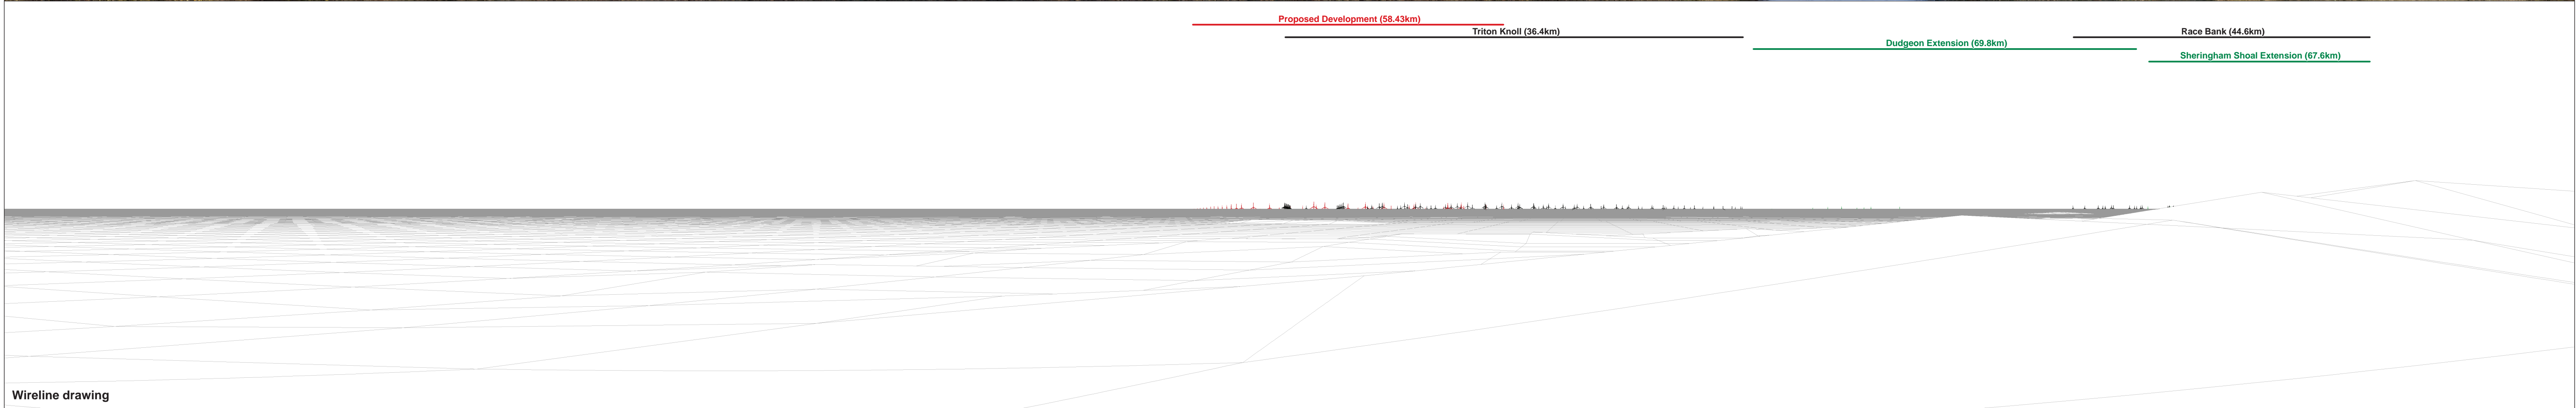 Proposed Development (58.43km)
Triton Knoll (36.4km)
Race Bank (44.6km)
Dudgeon Extension (69.8km)
Sheringham Shoal Extension (67.6km)
Wireline drawing